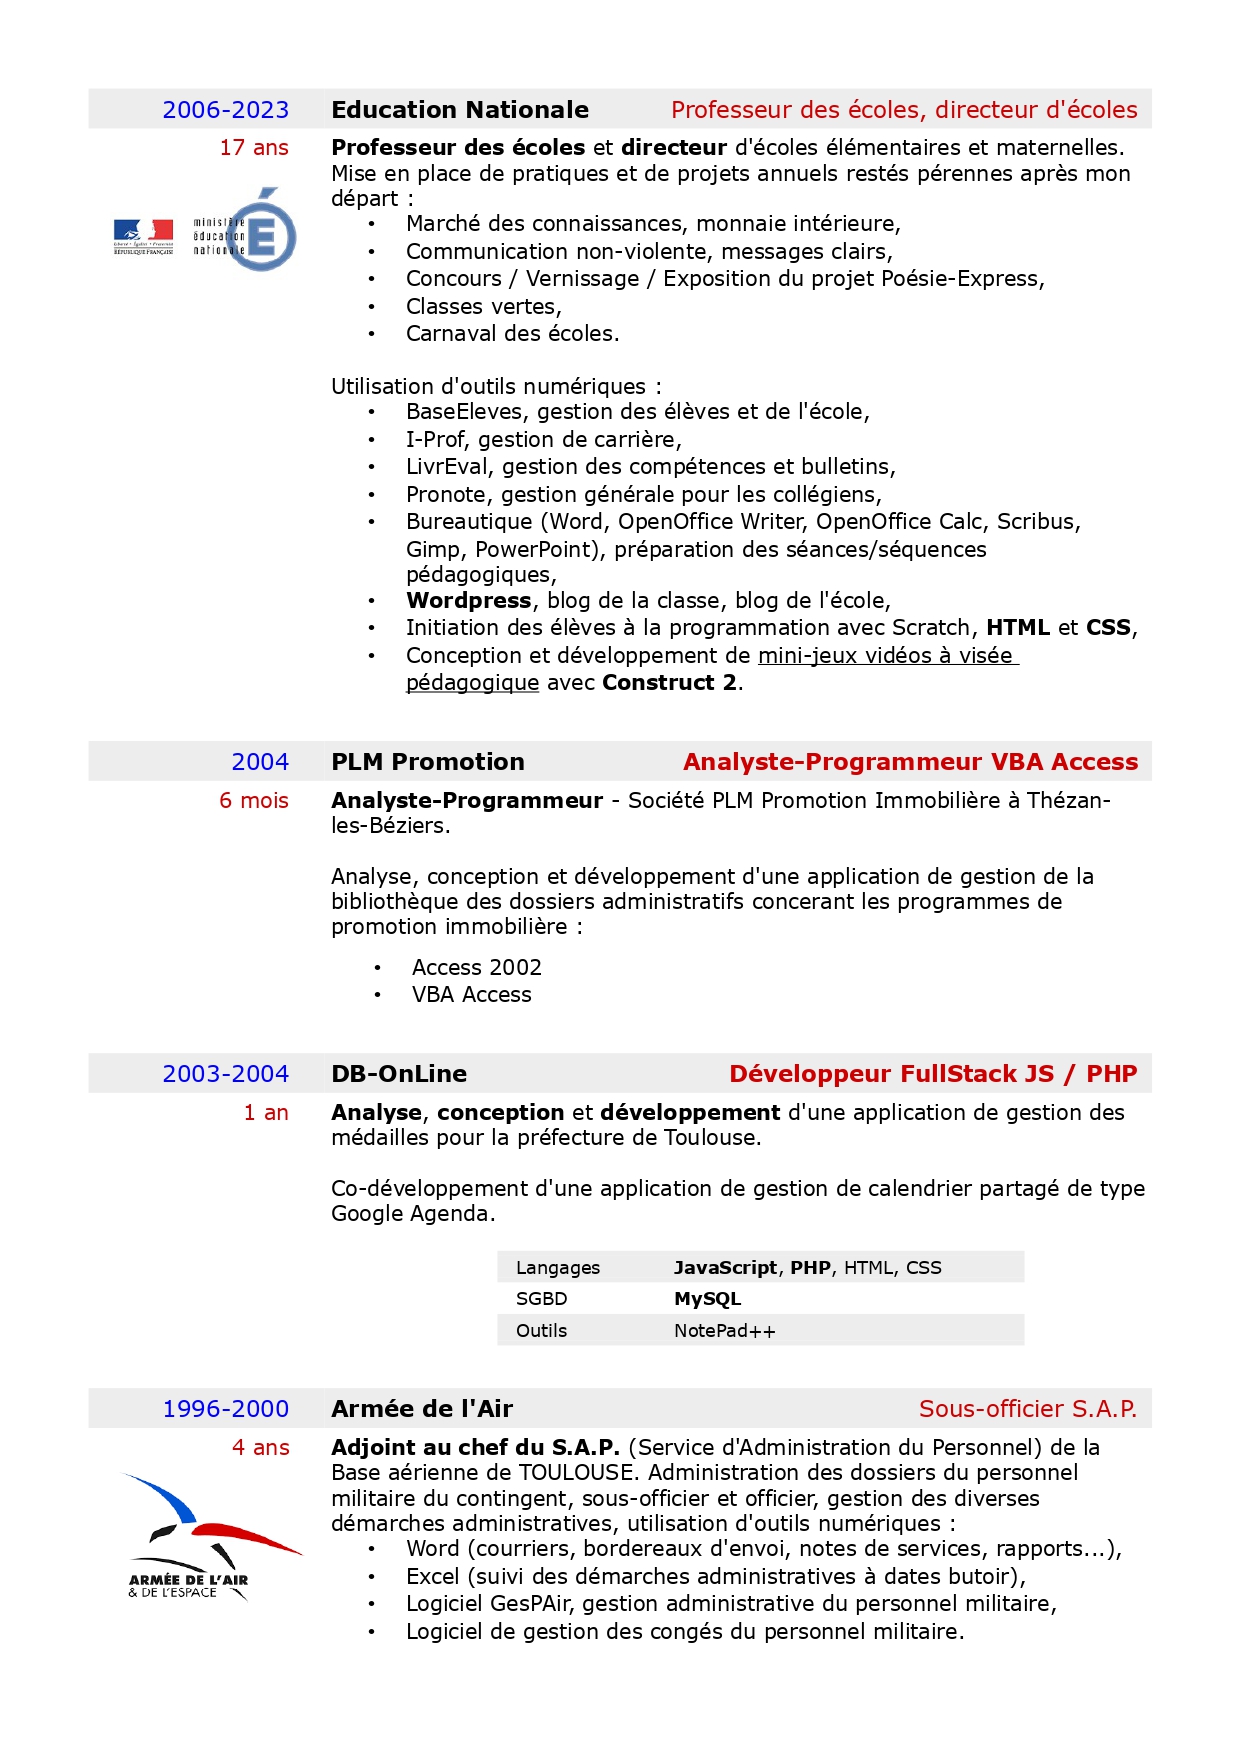 2006-2023 Education Nationale Professeur des écoles, directeur d'écoles
17 ans Professeur des écoles et directeur d'écoles élémentaires et maternelles.
Mise en place de pratiques et de projets annuels restés pérennes après mon
départ :
• Marché des connaissances, monnaie intérieure,
• Communication non-violente, messages clairs,
• Concours / Vernissage / Exposition du projet Poésie-Express,
• Classes vertes,
• Carnaval des écoles.
Liberté • Égalité • Fraternité
RÉPUBLIQUE FRANÇAISE
ministère
éducation
nationale
É
Utilisation d'outils numériques :
• BaseEleves, gestion des élèves et de l'école,
• I-Prof, gestion de carrière,
• LivrEval, gestion des compétences et bulletins,
• Pronote, gestion générale pour les collégiens,
• Bureautique (Word, OpenOffice Writer, OpenOffice Calc, Scribus,
Gimp, PowerPoint), préparation des séances/séquences
pédagogiques,
• Wordpress, blog de la classe, blog de l'école,
• Initiation des élèves à la programmation avec Scratch, HTML et CSS,
• Conception et développement de mini-jeux vidéos à visée
pédagogique avec Construct 2.
2004 PLM Promotion Analyste-Programmeur VBA Access
6 mois Analyste-Programmeur - Société PLM Promotion Immobilière à Thézan-
les-Béziers.
Analyse, conception et développement d'une application de gestion de la
bibliothèque des dossiers administratifs concerant les programmes de
promotion immobilière :
• Access 2002
• VBA Access
2003-2004 DB-OnLine Développeur FullStack JS / PHP
1 an Analyse, conception et développement d'une application de gestion des
médailles pour la préfecture de Toulouse.
Co-développement d'une application de gestion de calendrier partagé de type
Google Agenda.
Langages JavaScript, PHP, HTML, CSS
SGBD MySQL
Outils NotePad++
1996-2000 Armée de l'Air Sous-officier S.A.P.
4 ans Adjoint au chef du S.A.P. (Service d'Administration du Personnel) de la
Base aérienne de TOULOUSE. Administration des dossiers du personnel
militaire du contingent, sous-officier et officier, gestion des diverses
démarches administratives, utilisation d'outils numériques :
• Word (courriers, bordereaux d'envoi, notes de services, rapports...),
• Excel (suivi des démarches administratives à dates butoir),
• Logiciel GesPAir, gestion administrative du personnel militaire,
• Logiciel de gestion des congés du personnel militaire.
ARMÉE DE L'AIR
& DE L'ESPACE